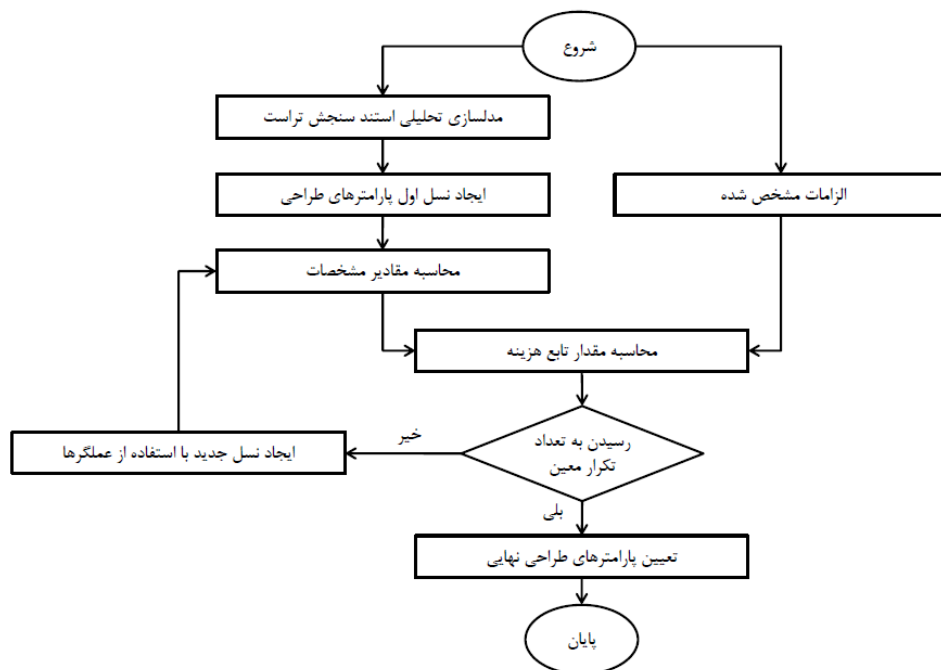 شروع
مدلسازی تحلیلی استند سنجش تراست
ایجاد نسل اول پارامترهای طراحی
الزامات مشخص شده
محاسبه مقادیر مشخصات
محاسبه مقدار تابع هزینه
رسیدن به تعداد
تکرار معین
خیر
ایجاد نسل جدید با استفاده از عملگرها
بلی
تعیین پارامترهای طراحی نهایی
پایان